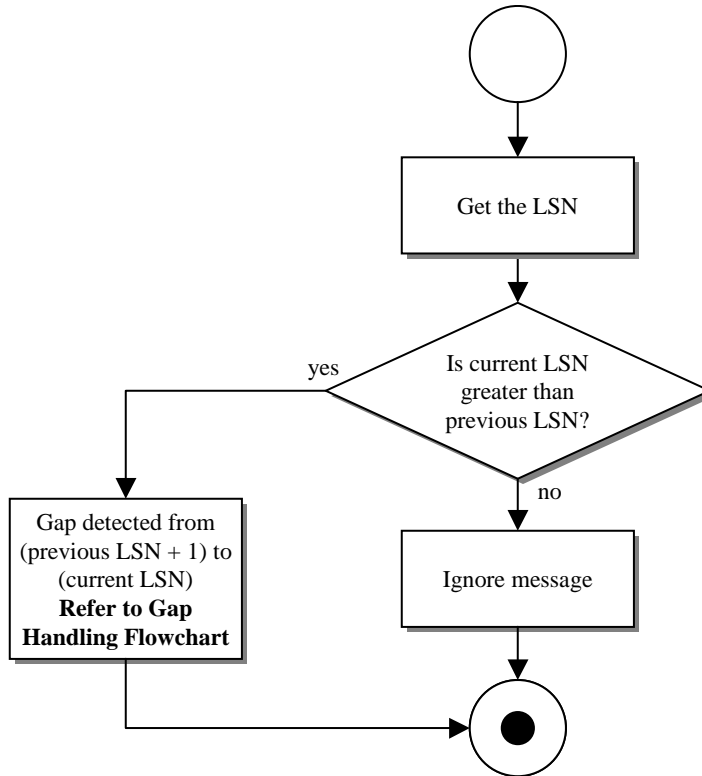 Get the LSN
Is current LSN
greater than
previous LSN?
yes
no
Gap detected from
(previous LSN + 1) to
(current LSN)
Refer to Gap
Handling Flowchart
Ignore message